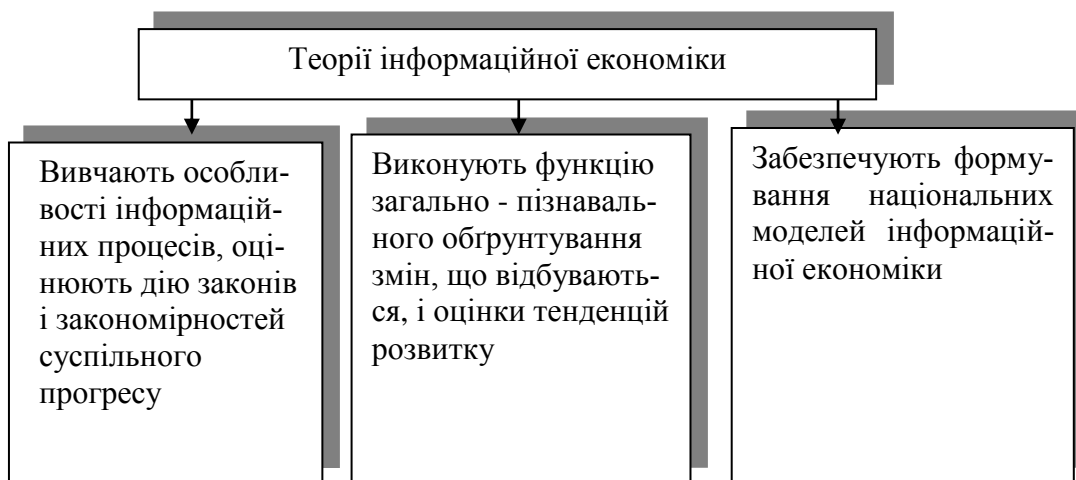 Теорії інформаційної економіки
Вивчають особли-
вості інформацій-
них процесів, оці-
нюють дію законів
і закономірностей
суспільного
прогресу
Виконують функцію
загально - пізнаваль-
ного обґрунтування
змін, що відбувають-
ся, і оцінки тенденцій
розвитку
Забезпечують форму-
вання національних
моделей інформацій-
ної економіки